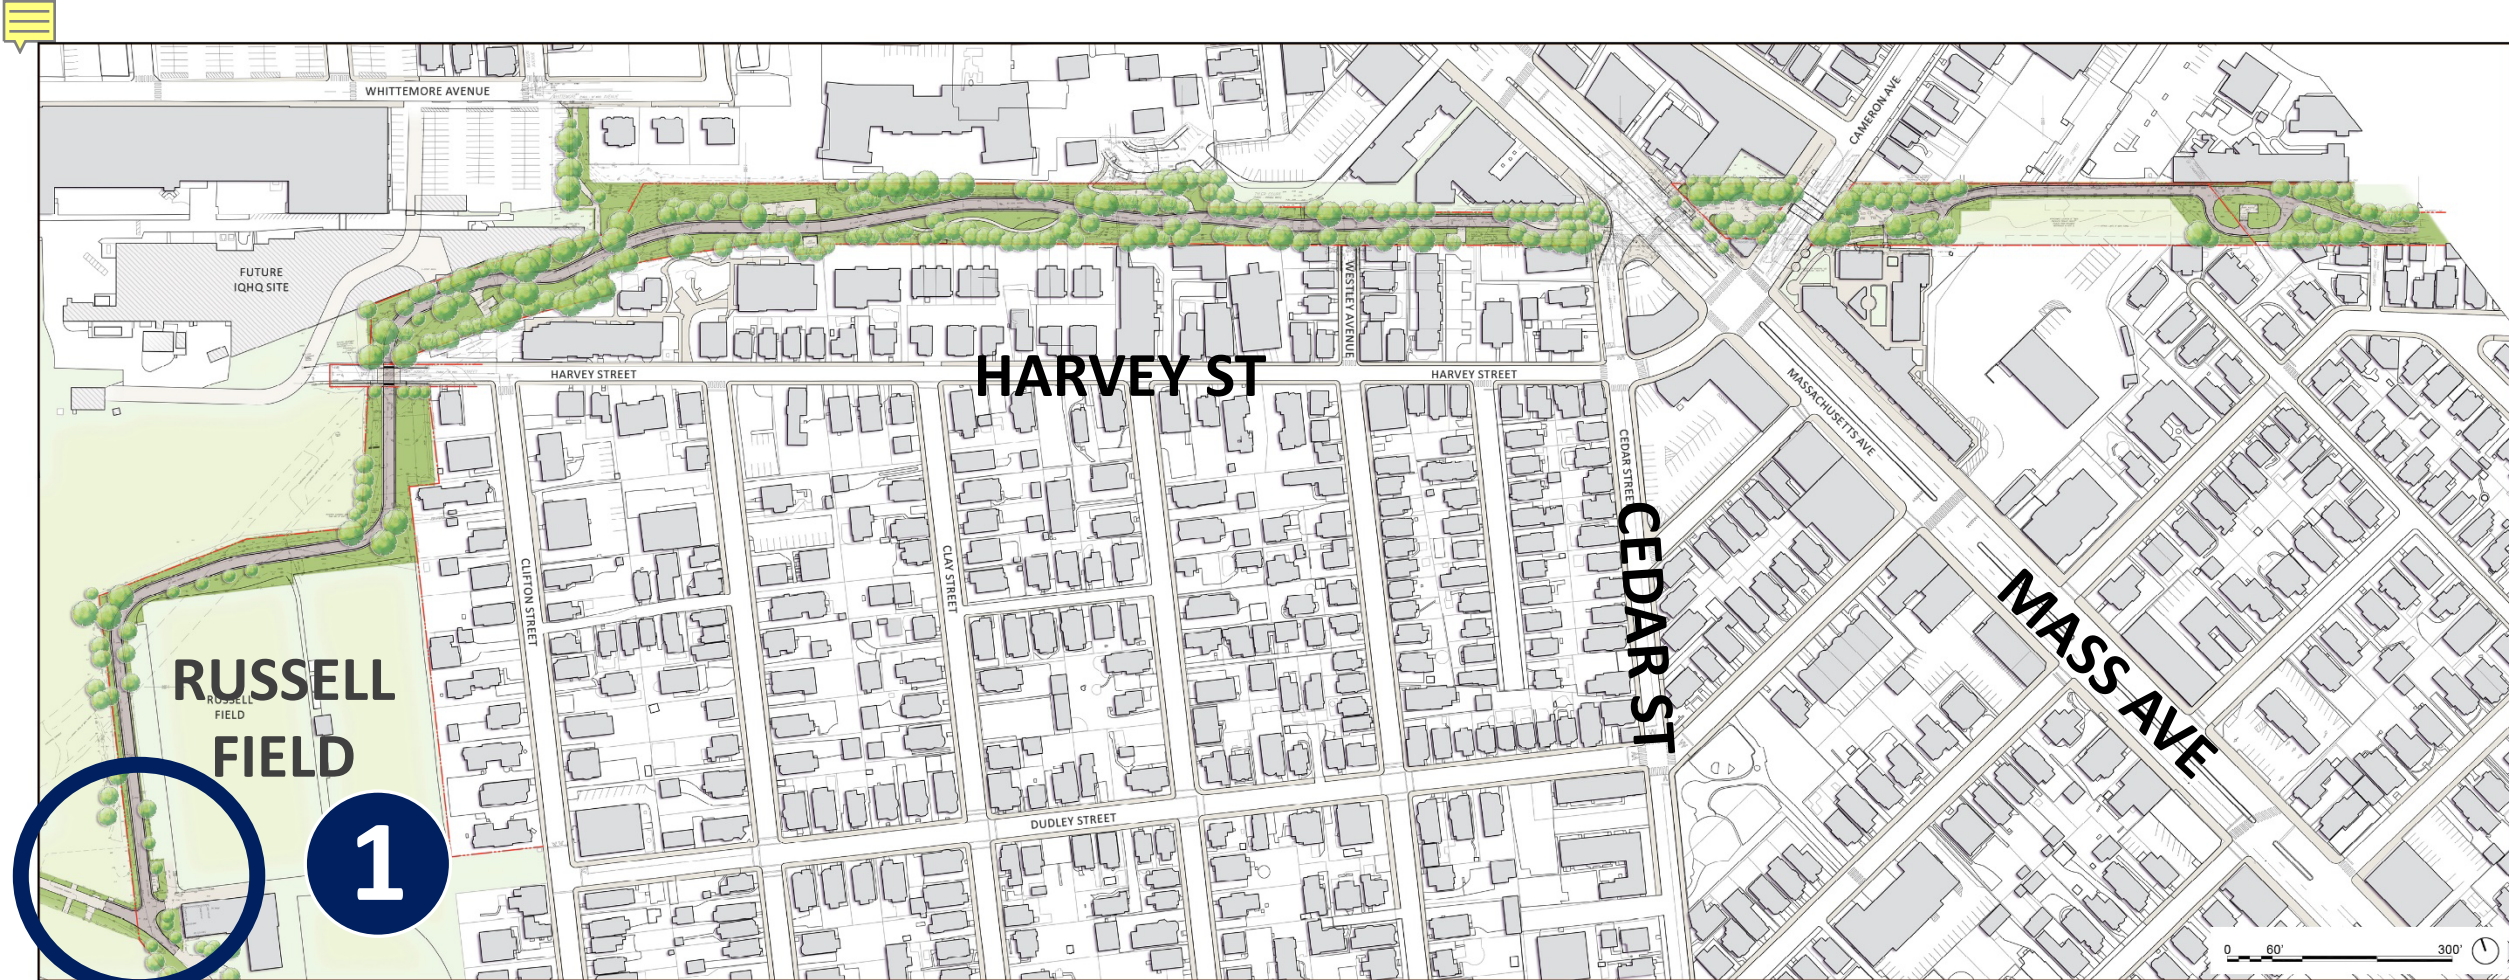 WHITTEMORE AVENUE
CAMERON AVE
FUTURE
IQHQ SITE
WESTLEY AVENUE
HARVEY STREET
HARVEY ST
HARVEY STREET
MASSACHUSETTS AVE
CEDAR STREET
CEDAR ST
CLIFTON STREET
CLAY STREET
MASS AVE
RUSSELL
FIELD
RUSSELL
FIELD
1
DUDLEY STREET
0 60' 300'